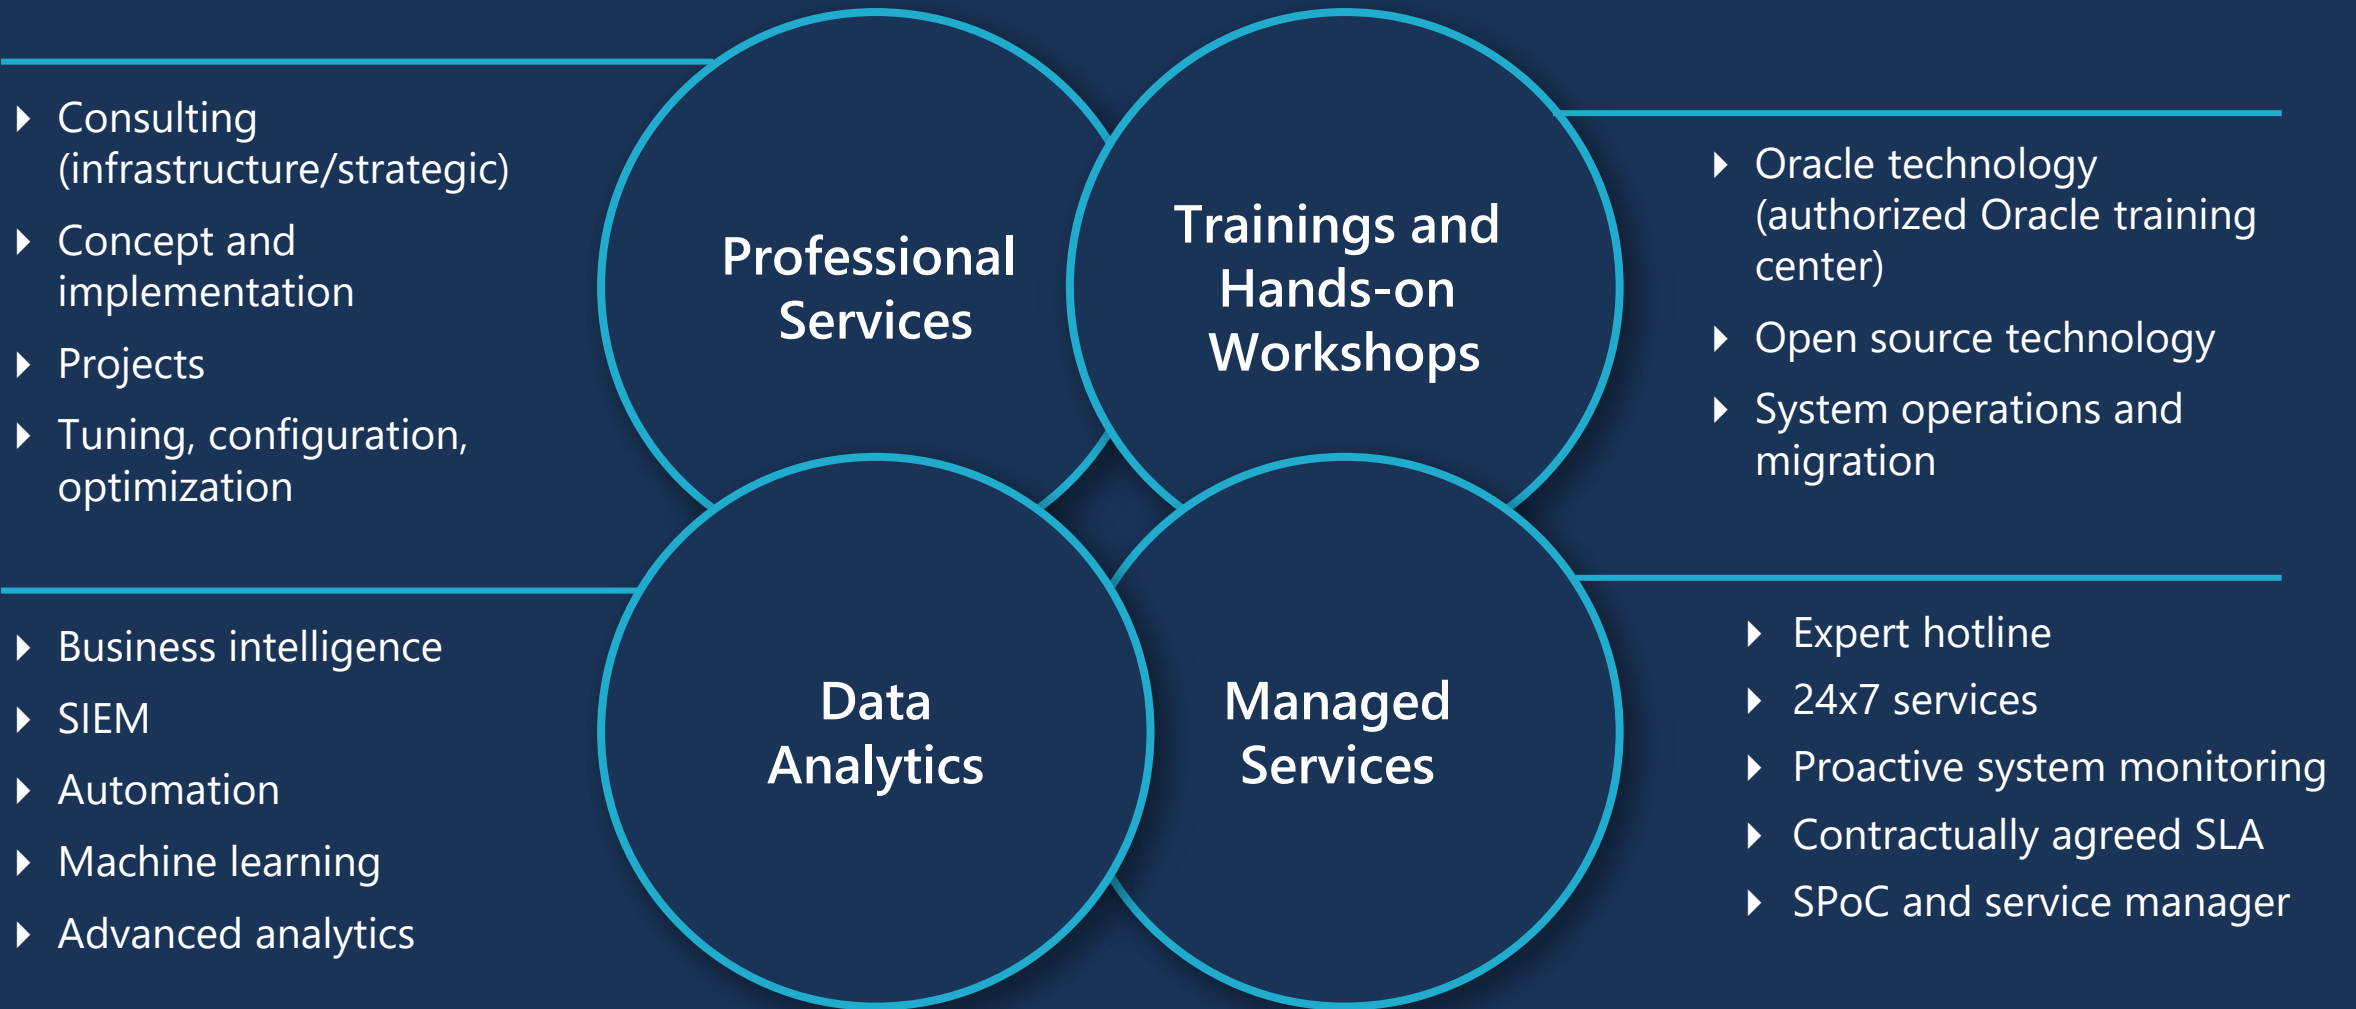 Consulting
(infrastructure/strategic)
Concept and
implementation
Projects
Tuning, configuration,
optimization
Professional
Services
Trainings and
Hands-on
Workshops
Oracle technology
(authorized Oracle training
center)
Open source technology
System operations and
migration
Business intelligence
SIEM
Automation
Machine learning
Advanced analytics
Data
Analytics
Managed
Services
Expert hotline
24x7 services
Proactive system monitoring
Contractually agreed SLA
SPoC and service manager